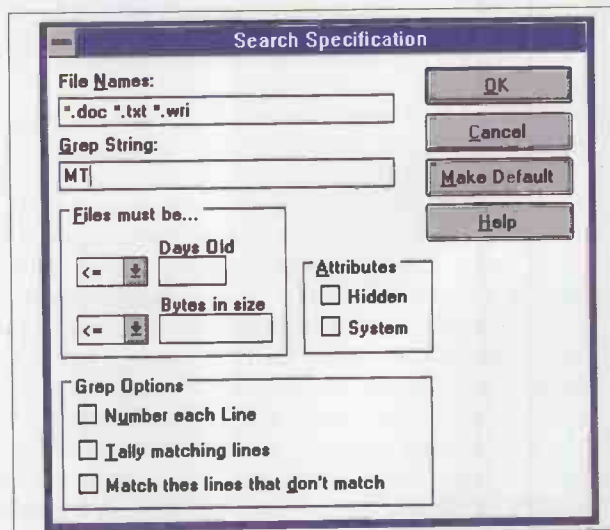 Search Specification
File Names:
*.doc *.txt *.wri
Grep String:
MT
OK
Cancel
Make Default
Help
Files must be...
Days Old
<=
Bytes in size
<=
Attributes
Hidden
System
Grep Options
Number each Line
Tally matching lines
Match thes lines that don't match